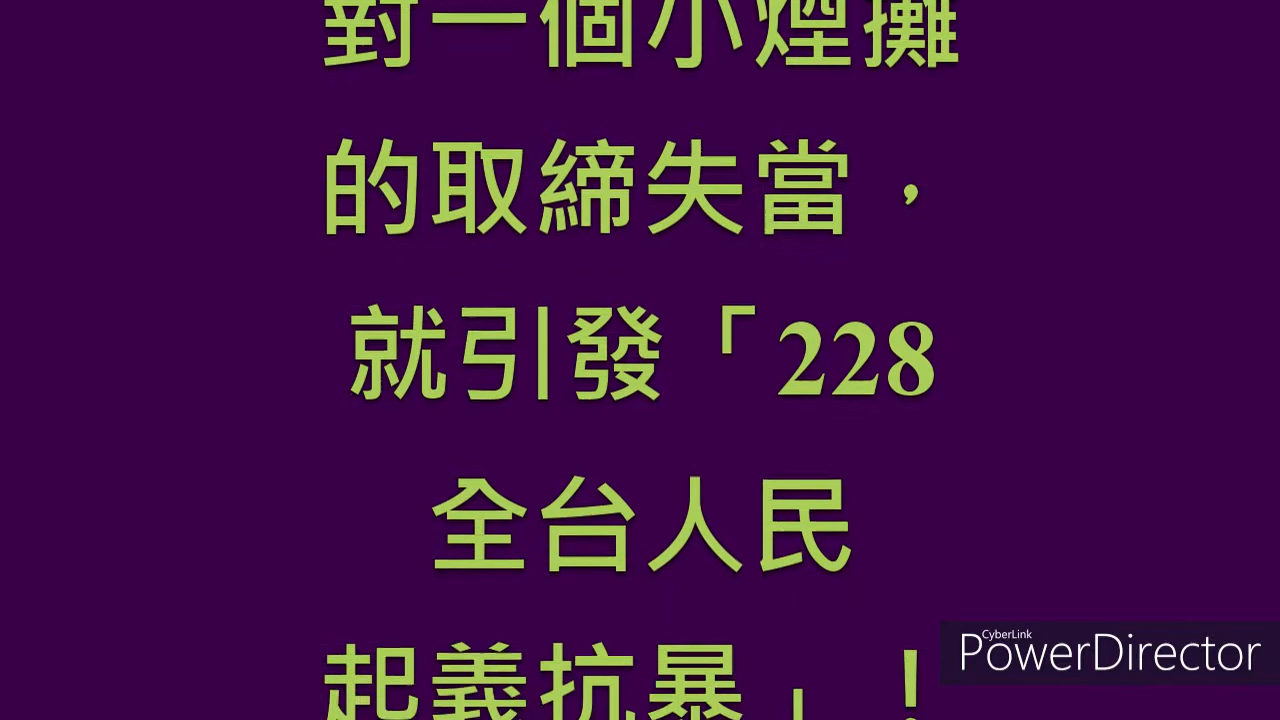 對一個小煙攤
的取締失當，
就引發「228
全台人民
起義抗暴」！
CyberLink
PowerDirector